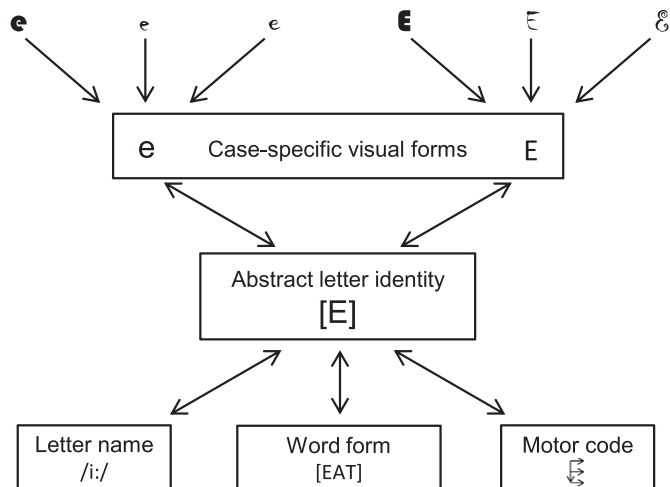 e e e E E E
e Case-specific visual forms E
Abstract letter identity
[E]
Letter name
/i:/
Word form
[EAT]
Motor code